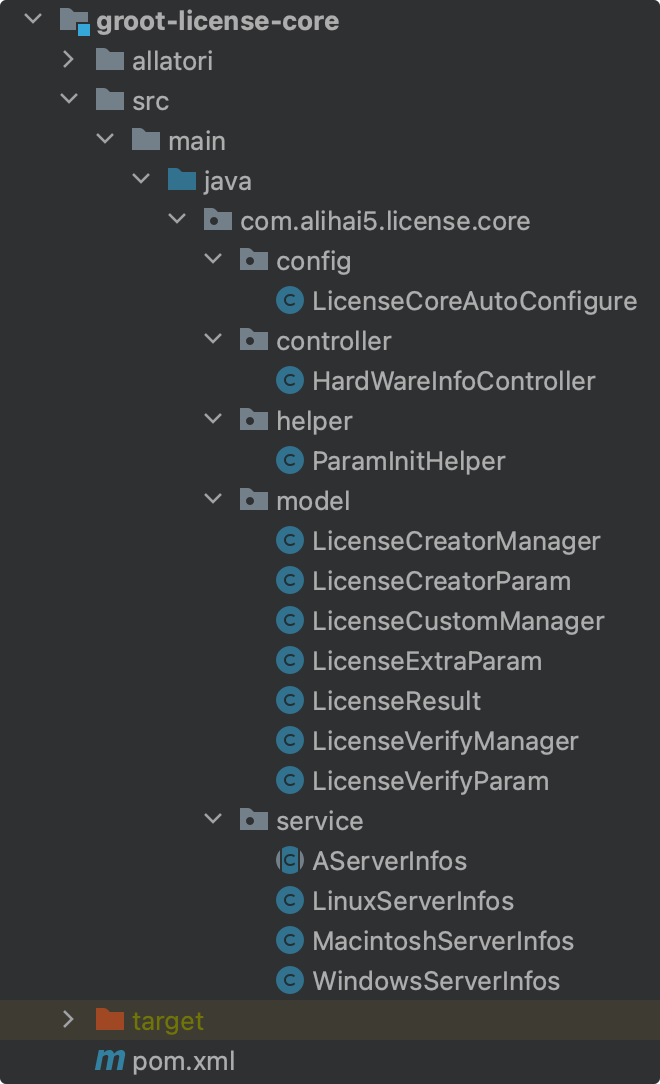 groot-license-core
allatori
src
main
java
com.alihai5.license.core
config
LicenseCoreAutoConfigure
controller
HardWareInfoController
helper
ParamInitHelper
model
LicenseCreatorManager
LicenseCreatorParam
LicenseCustomManager
LicenseExtraParam
LicenseResult
LicenseVerifyManager
LicenseVerifyParam
service
AServerInfos
LinuxServerInfos
MacintoshServerInfos
WindowsServerInfos
target
pom.xml